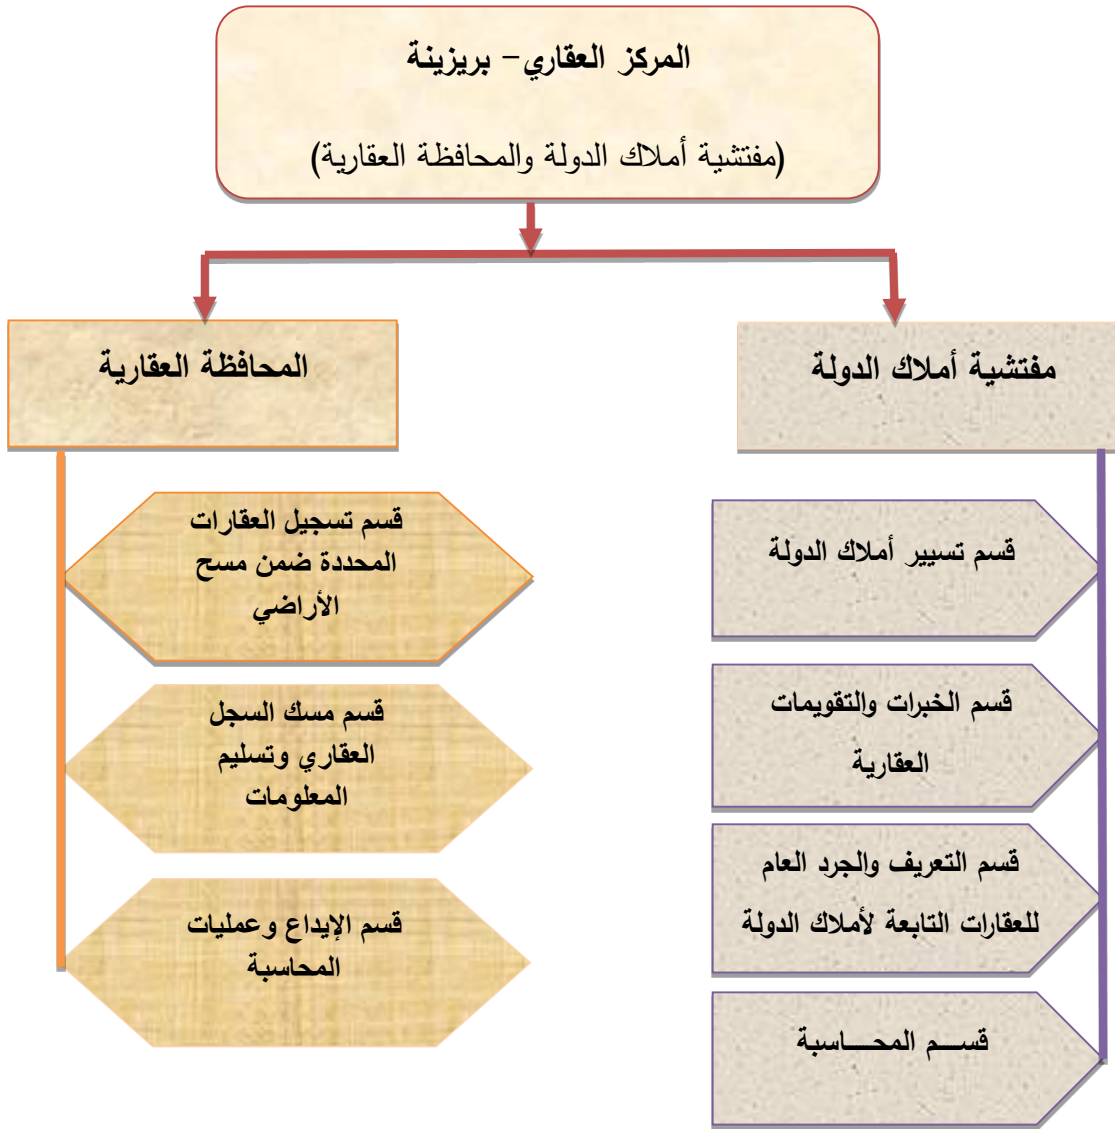 المركز العقاري- بريزينة
(مفتشية أملاك الدولة والمحافظة العقارية)
مفتشية أملاك الدولة
قسم تسيير أملاك الدولة
قسم الخبرات والتقويمات
العقارية
قسم التعريف والجرد العام
للعقارات التابعة لأملاك الدولة
قســـم المحـــاسبة
المحافظة العقارية
قسم تسجيل العقارات
المحددة ضمن مسح
الأراضي
قسم مسك السجل
العقاري وتسليم
المعلومات
قسم الإيداع وعمليات
المحاسبة